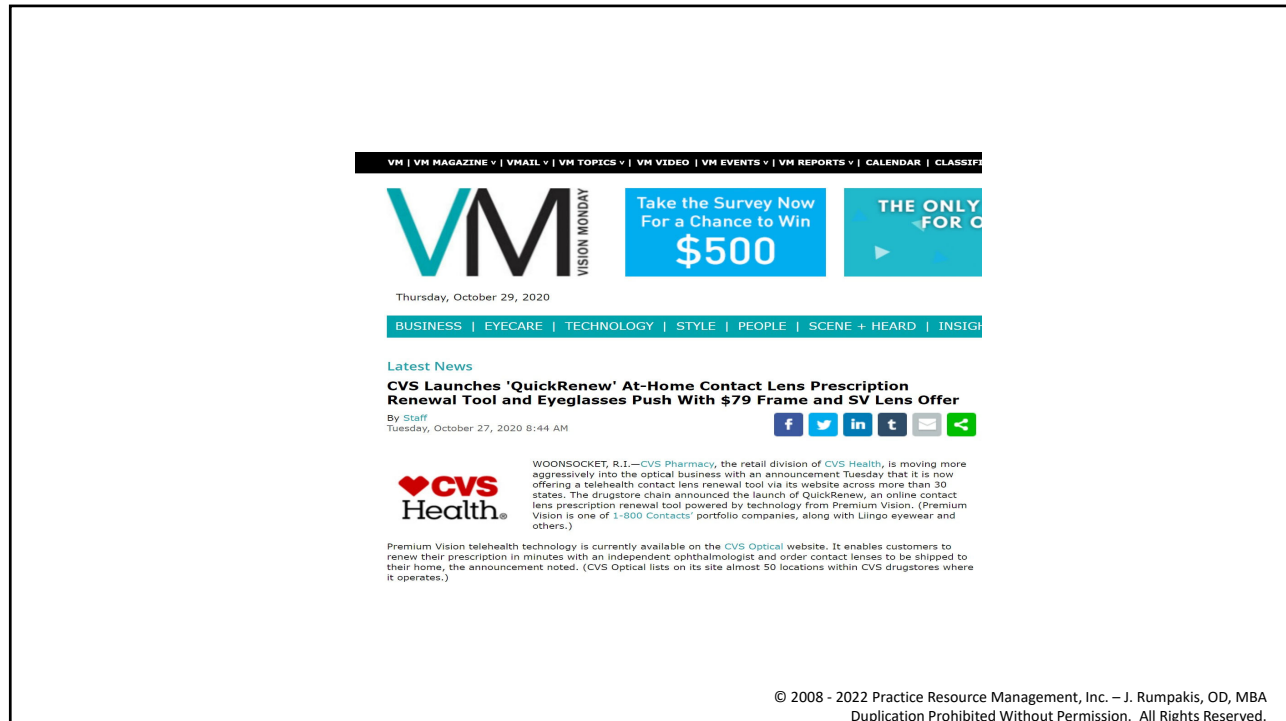 VM | VM MAGAZINE v | VMAIL v | VM TOPICS v | VM VIDEO | VM EVENTS v | VM REPORTS v | CALENDAR | CLASSIFI
VM
VISION MONDAY
Take the Survey Now
For a Chance to Win
$500
THE ONLY
FOR O
Thursday, October 29, 2020
BUSINESS | EYECARE | TECHNOLOGY | STYLE | PEOPLE | SCENE + HEARD | INSIGH
Latest News
CVS Launches 'QuickRenew' At-Home Contact Lens Prescription
Renewal Tool and Eyeglasses Push With $79 Frame and SV Lens Offer
By Staff
Tuesday, October 27, 2020 8:44 AM
f in t
CVS
Health®
WOONSOCKET, R.I.—CVS Pharmacy, the retail division of CVS Health, is moving more
aggressively into the optical business with an announcement Tuesday that it is now
offering a telehealth contact lens renewal tool via its website across more than 30
states. The drugstore chain announced the launch of QuickRenew, an online contact
lens prescription renewal tool powered by technology from Premium Vision. (Premium
Vision is one of 1-800 Contacts' portfolio companies, along with Liingo eyewear and
others.)
Premium Vision telehealth technology is currently available on the CVS Optical website. It enables customers to
renew their prescription in minutes with an independent ophthalmologist and order contact lenses to be shipped to
their home, the announcement noted. (CVS Optical lists on its site almost 50 locations within CVS drugstores where
it operates.)
© 2008 - 2022 Practice Resource Management, Inc. – J. Rumpakis, OD, MBA
Duplication Prohibited Without Permission. All Rights Reserved.